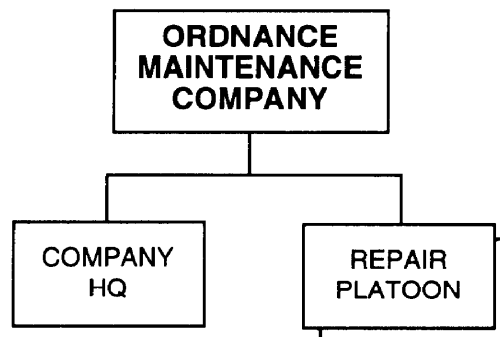 ORDNANCE
MAINTENANCE
COMPANY
COMPANY
HQ
REPAIR
PLATOON